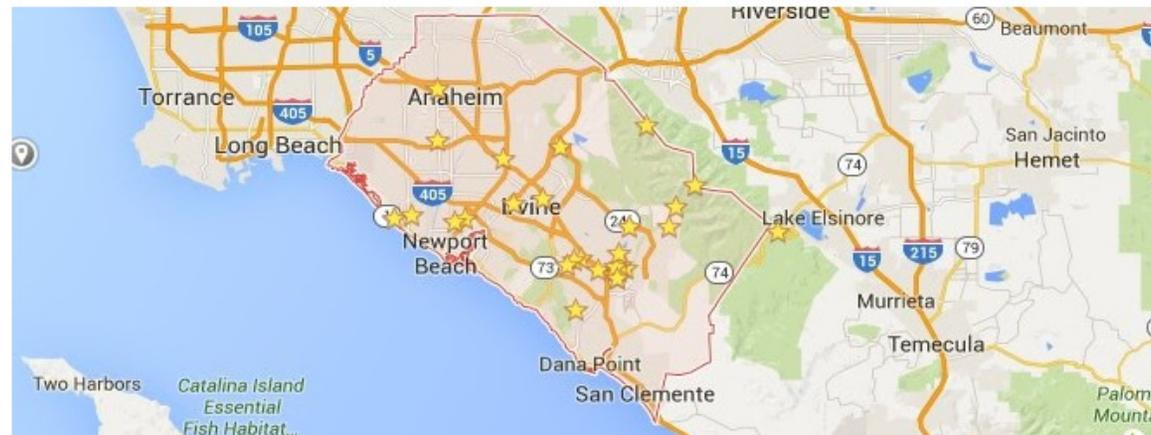 Riverside
60
Beaumont
105
5
Torrance
Anaheim
405
Long Beach
15
74
San Jacinto
Hemet
405
Irvine
Newport
Beach
Lake Elsinore
73
74
15
215
79
Murrieta
Temecula
Dana Point
San Clemente
Two Harbors
Catalina Island
Essential
Fish Habitat...
Palom
Mounta